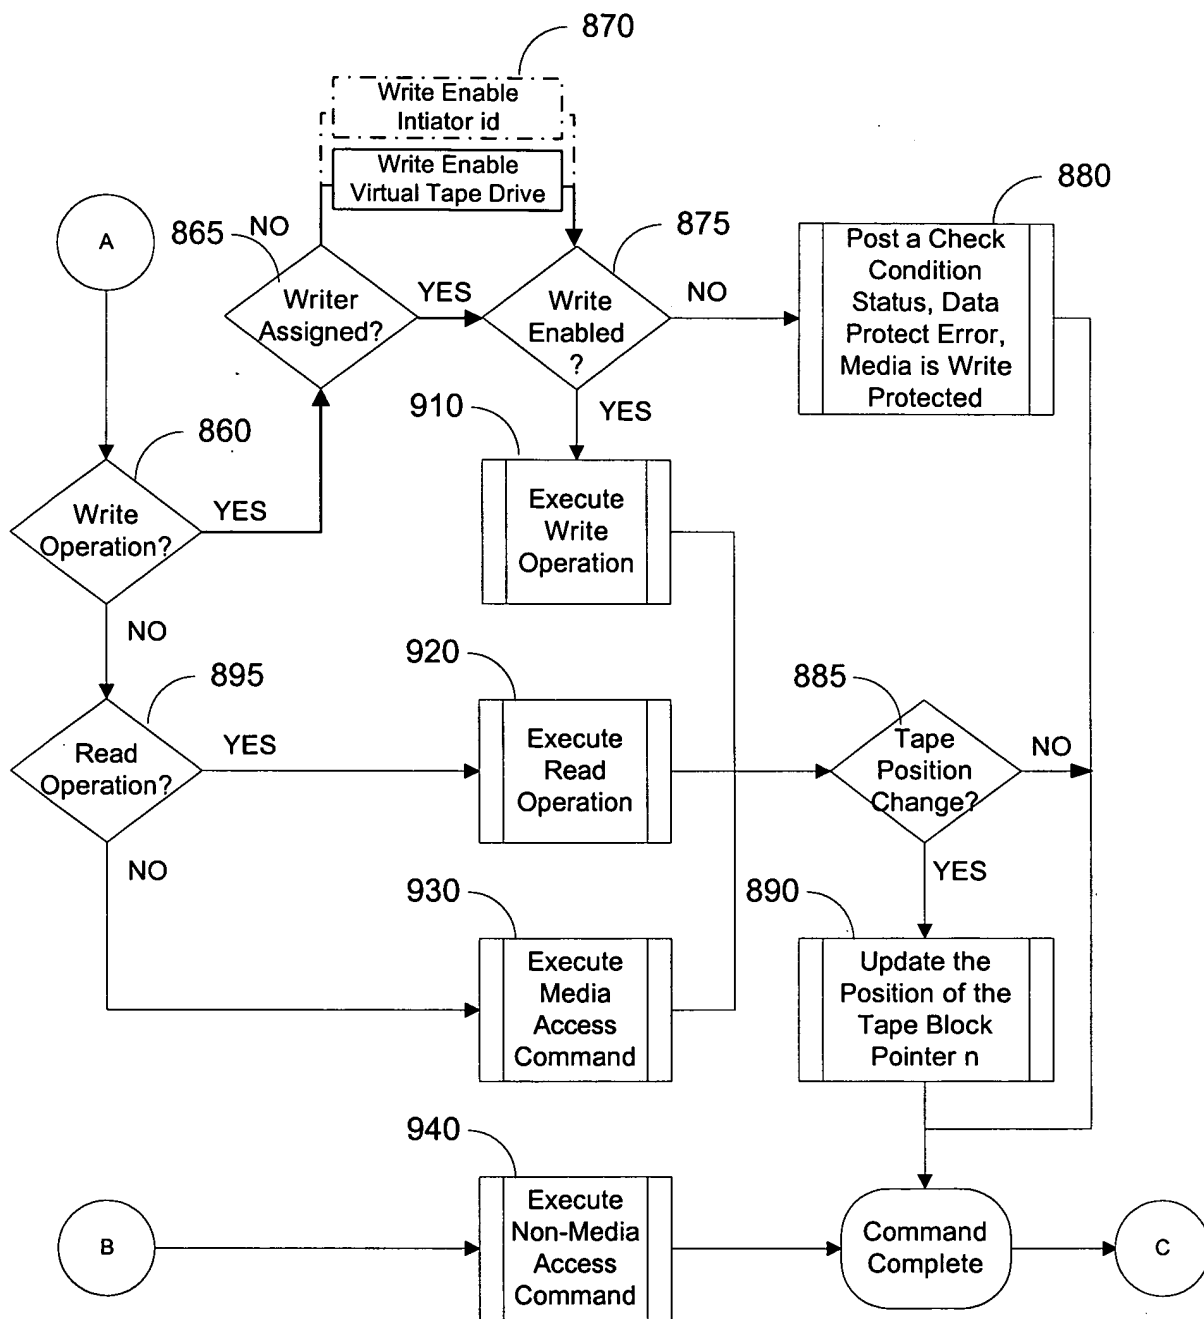 870
Write Enable
Intiator id
Write Enable
Virtual Tape Drive
880
A
865
NO
875
Post a Check
Condition
Status, Data
Protect Error,
Media is Write
Protected
Writer
Assigned?
YES
Write
Enabled
?
NO
910
YES
860
Write
Operation?
YES
Execute
Write
Operation
NO
895
920
885
Read
Operation?
YES
Execute
Read
Operation
Tape
Position
Change?
NO
NO
YES
930
890
Execute
Media
Access
Command
Update the
Position of the
Tape Block
Pointer n
940
B
Execute
Non-Media
Access
Command
Command
Complete
C